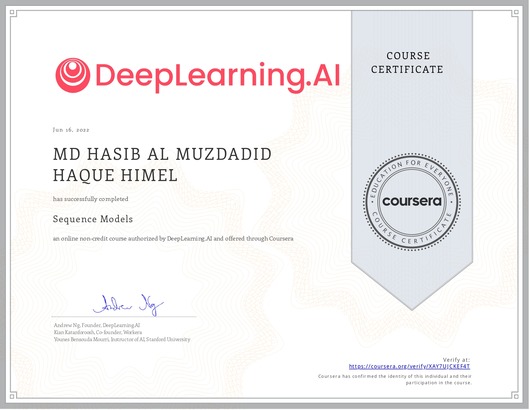 DeepLearning.AI
COURSE
CERTIFICATE
Jun 16, 2022
MD HASIB AL MUZDADID
HAQUE HIMEL
has successfully completed
Sequence Models
an online non-credit course authorized by DeepLearning.AI and offered through Coursera
EDUCATION FOR EVERYONE
coursera
COURSE CERTIFICATE
Andrew Ng
Andrew Ng, Founder, DeepLearning.AI
Kian Katanforoosh, Co-founder, Workera
Younes Bensouda Mourri, Instructor of AI, Stanford University
Verify at:
https://coursera.org/verify/XAY7UJCKEF4T
Coursera has confirmed the identity of this individual and their
participation in the course.